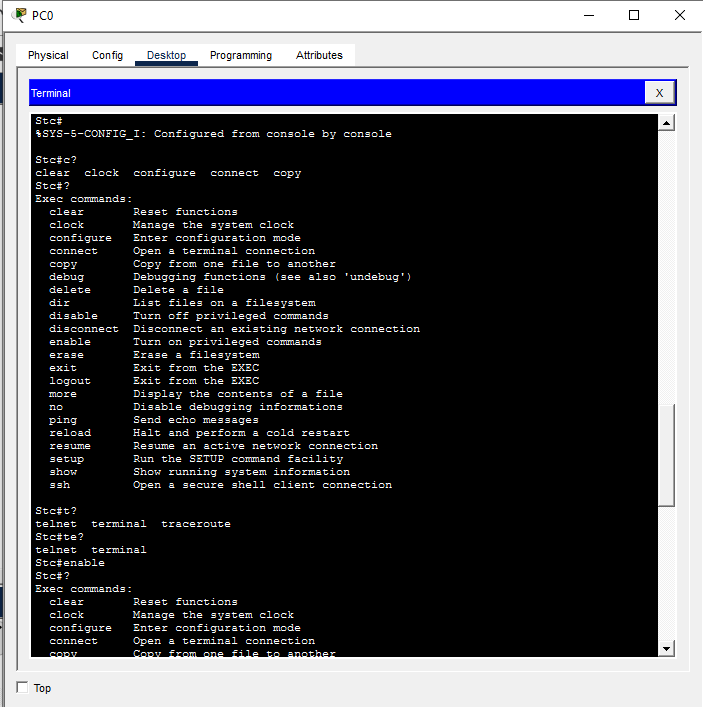 PC0
Physical Config Desktop Programming Attributes
Terminal X
Stc#
%SYS-5-CONFIG_I: Configured from console by console
Stc#c?
clear clock configure connect copy
Stc#?
Exec commands:
clear Reset functions
clock Manage the system clock
configure Enter configuration mode
connect Open a terminal connection
copy Copy from one file to another
debug Debugging functions (see also 'undebug')
delete Delete a file
dir List files on a filesystem
disable Turn off privileged commands
disconnect Disconnect an existing network connection
enable Turn on privileged commands
erase Erase a filesystem
exit Exit from the EXEC
logout Exit from the EXEC
more Display the contents of a file
no Disable debugging informations
ping Send echo messages
reload Halt and perform a cold restart
resume Resume an active network connection
setup Run the SETUP command facility
show Show running system information
ssh Open a secure shell client connection
Stc#t?
telnet terminal traceroute
Stc#te?
telnet terminal
Stc#enable
Stc#?
Exec commands:
clear Reset functions
clock Manage the system clock
configure Enter configuration mode
connect Open a terminal connection
copy Copy from one file to another
Top